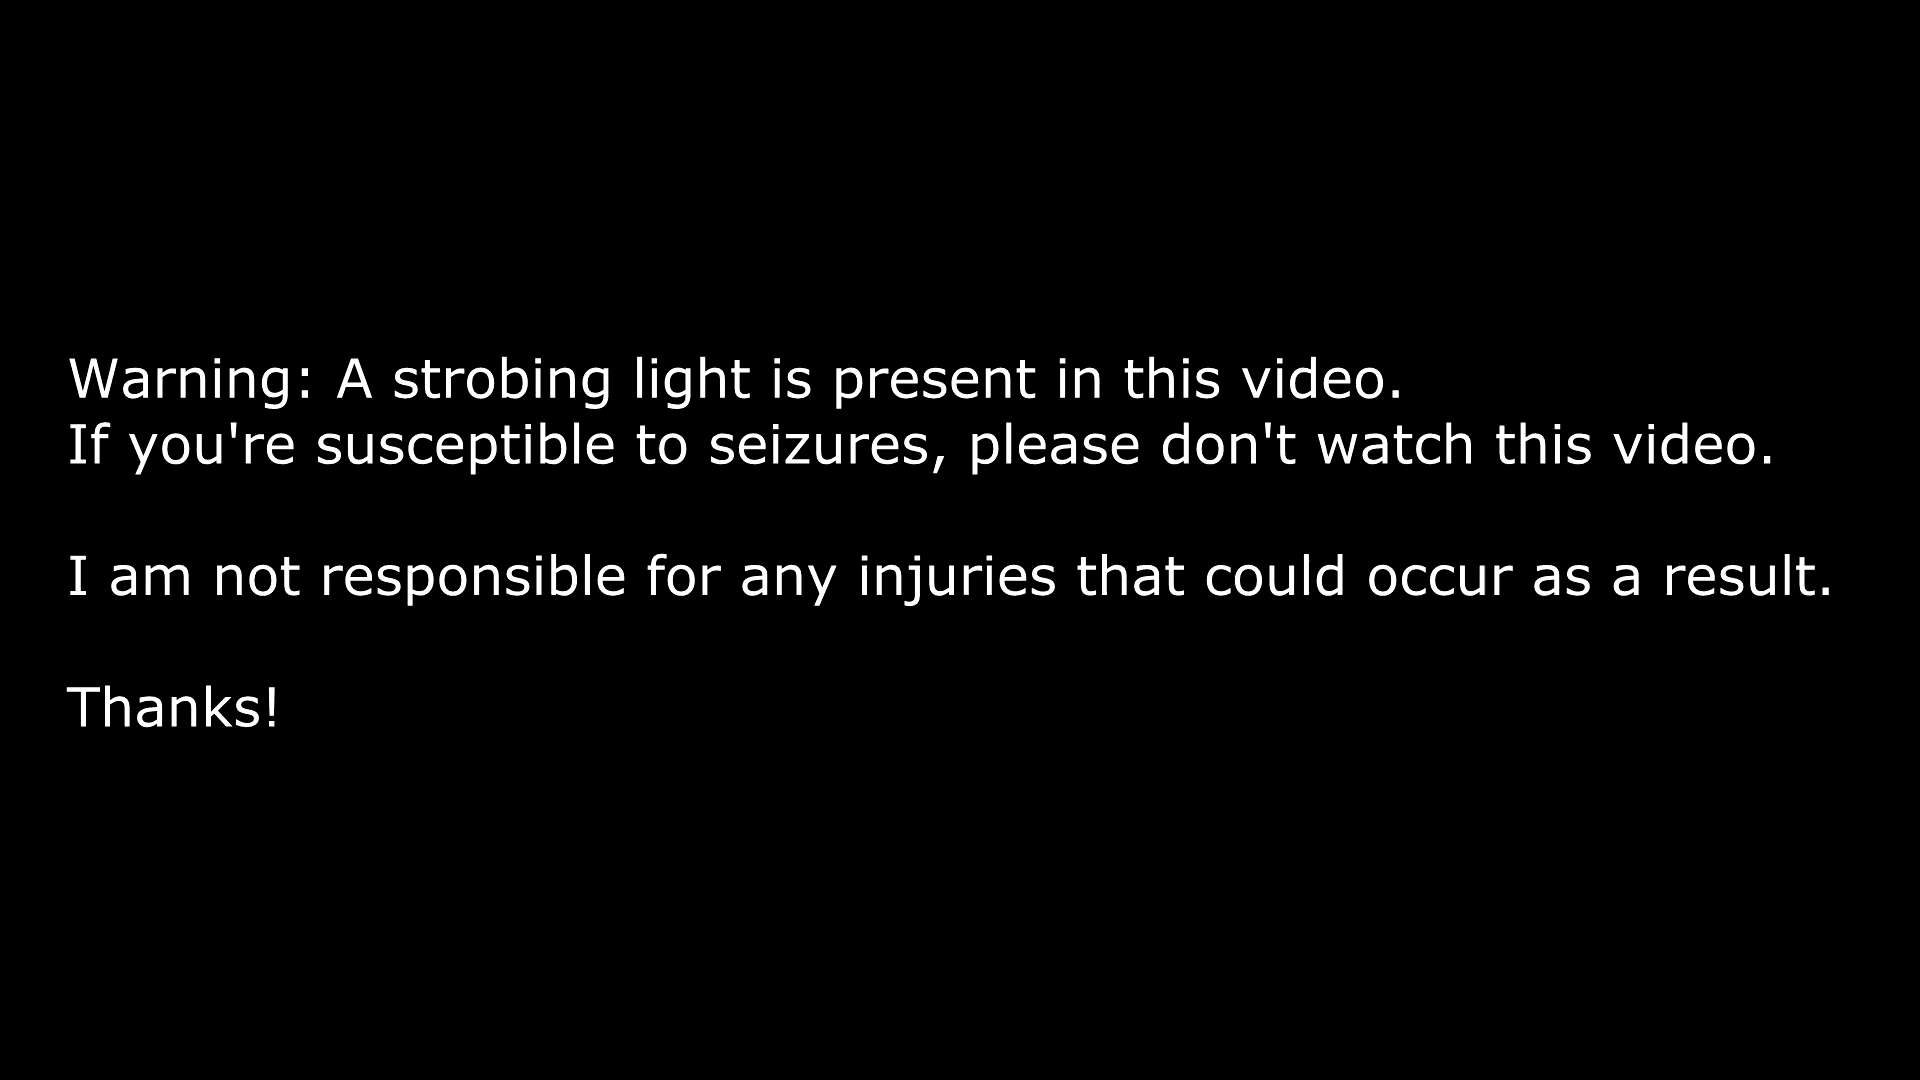 Warning: A strobing light is present in this video.
If you're susceptible to seizures, please don't watch this video.
I am not responsible for any injuries that could occur as a result.
Thanks!